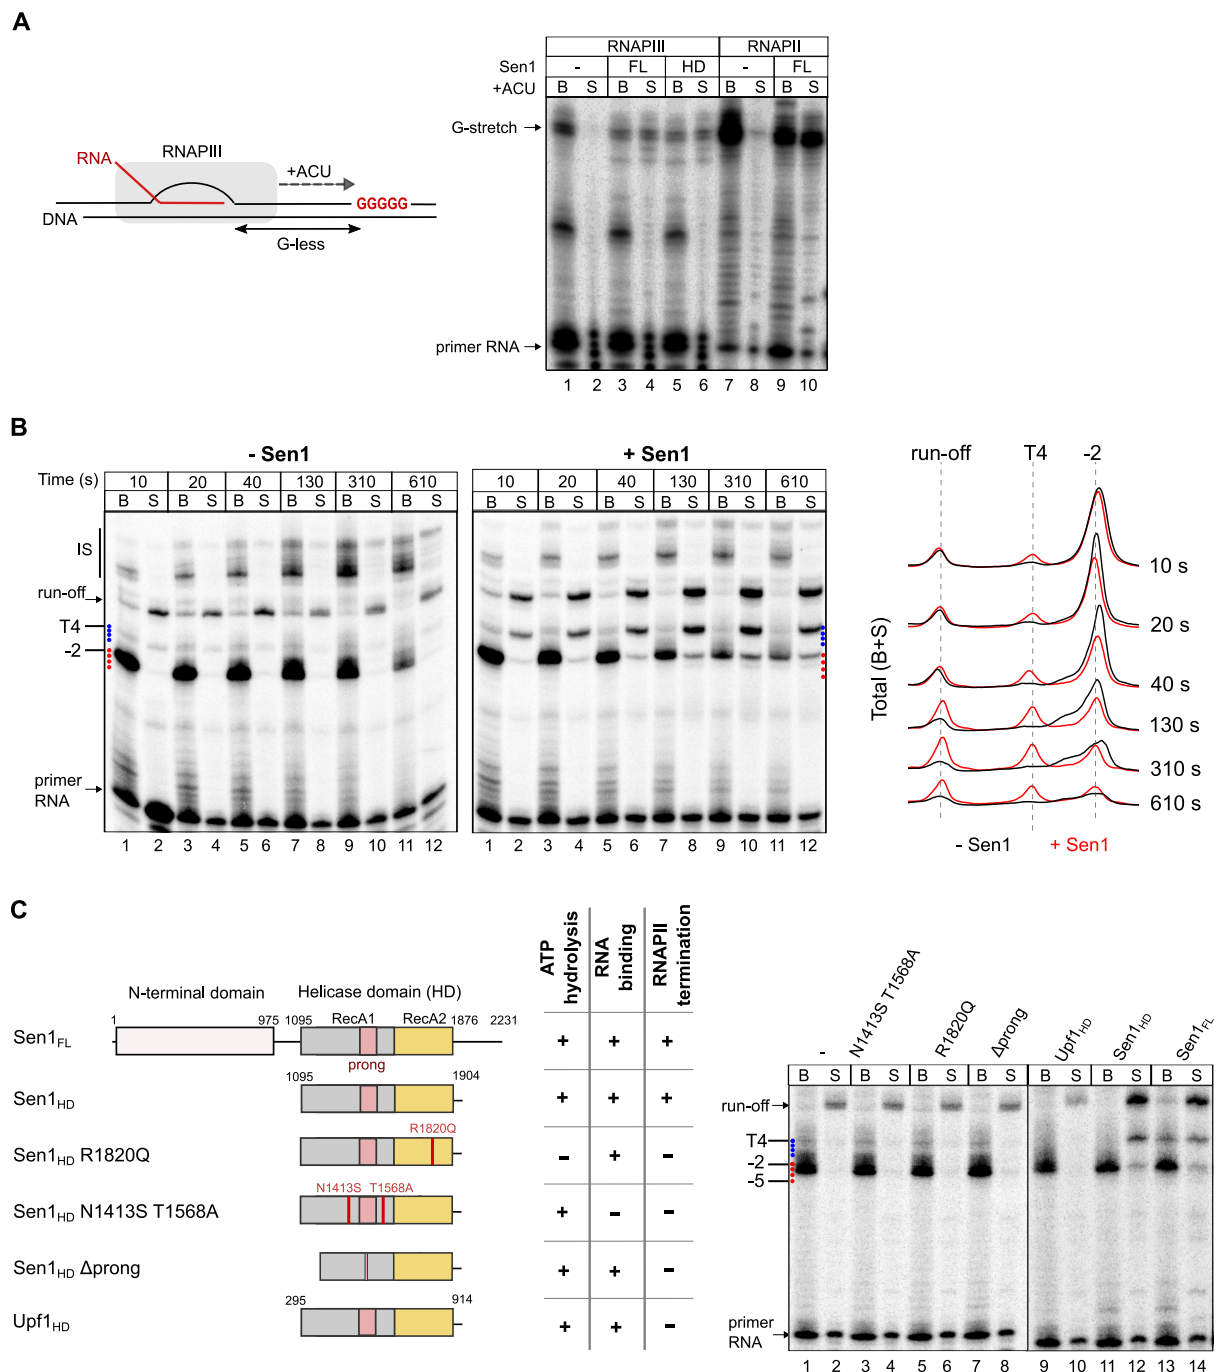 A
RNAPIII RNAPII
Sen1 - FL HD - FL
+ACU B S B S B S B S B S
G-stretch
RNA
RNAPIII
+ACU
GGGGG
DNA
G-less
primer RNA
1 2 3 4 5 6 7 8 9 10
B
- Sen1
Time (s) 10 20 40 130 310 610
B S B S B S B S B S B S
IS
run-off
T4
-2
primer
RNA
1 2 3 4 5 6 7 8 9 10 11 12
+ Sen1
10 20 40 130 310 610
B S B S B S B S B S B S
1 2 3 4 5 6 7 8 9 10 11 12
run-off T4 -2
Total (B+S)
10 s
20 s
40 s
130 s
310 s
610 s
- Sen1 + Sen1
C
ATP hydrolysis
RNA binding
RNAPII termination
N-terminal domain Helicase domain (HD)
1 975 1095 RecA1 RecA2 1876 2231
Sen1FL + + +
prong
1095 1904
Sen1HD + + +
R1820Q
Sen1HD R1820Q - + -
N1413S T1568A
Sen1HD N1413S T1568A + - -
Sen1HD Δprong + + -
295 914
Upf1HD + + -
- N1413S T1568A R1820Q Δprong Upf1HD Sen1HD Sen1FL
B S B S B S B S B S B S B S
run-off
T4
-2
-5
primer
RNA
1 2 3 4 5 6 7 8 9 10 11 12 13 14